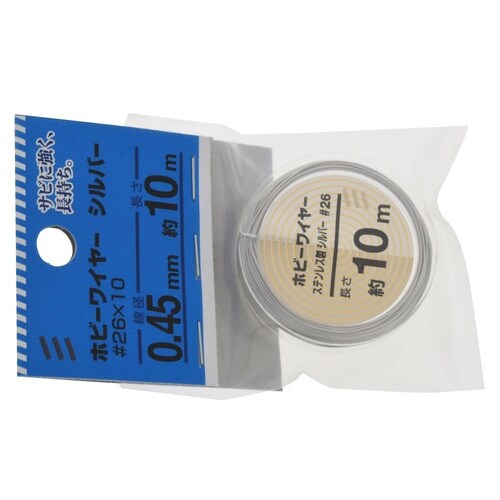 サビに強く、
長持ち。
ホビーワイヤー シルバー
#26×10
線径 長さ
0.45mm 約10m
ホビーワイヤー
ステンレス製 シルバー #26
長さ
約10m